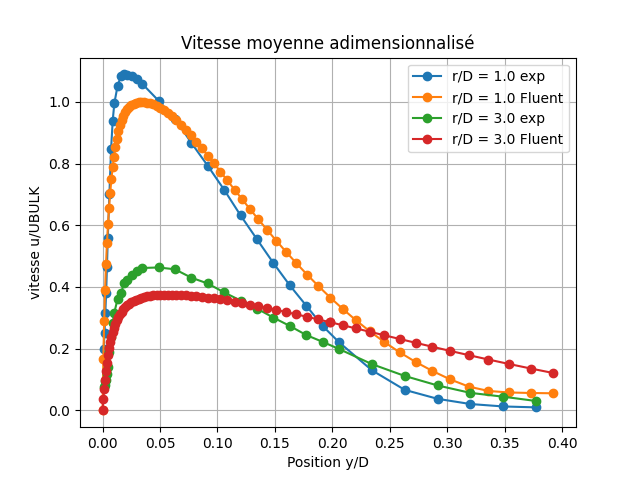 Vitesse moyenne adimensionnalisé
r/D = 1.0 exp
r/D = 1.0 Fluent
r/D = 3.0 exp
r/D = 3.0 Fluent
vitesse u/UBULK
1.0
0.8
0.6
0.4
0.2
0.0
0.00 0.05 0.10 0.15 0.20 0.25 0.30 0.35 0.40
Position y/D